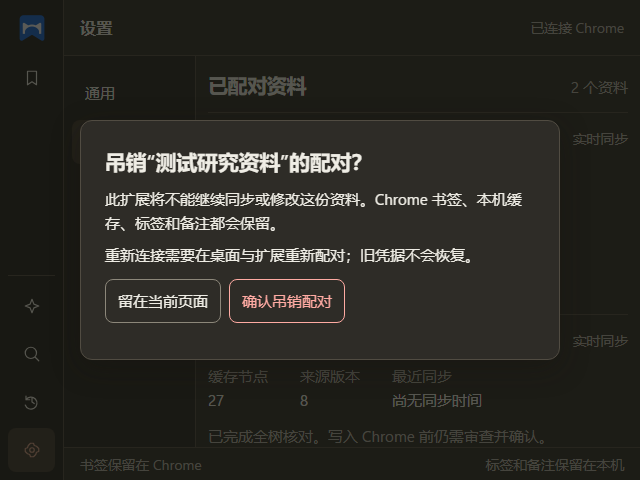 设置
已连接 Chrome
通用
已配对资料
2 个资料
实时同步
吊销“测试研究资料”的配对？
此扩展将不能继续同步或修改这份资料。Chrome 书签、本机缓
存、标签和备注都会保留。
重新连接需要在桌面与扩展重新配对；旧凭据不会恢复。
留在当前页面
确认吊销配对
实时同步
缓存节点
来源版本
最近同步
27
8
尚无同步时间
已完成全树核对。写入 Chrome 前仍需审查并确认。
书签保留在 Chrome
标签和备注保留在本机